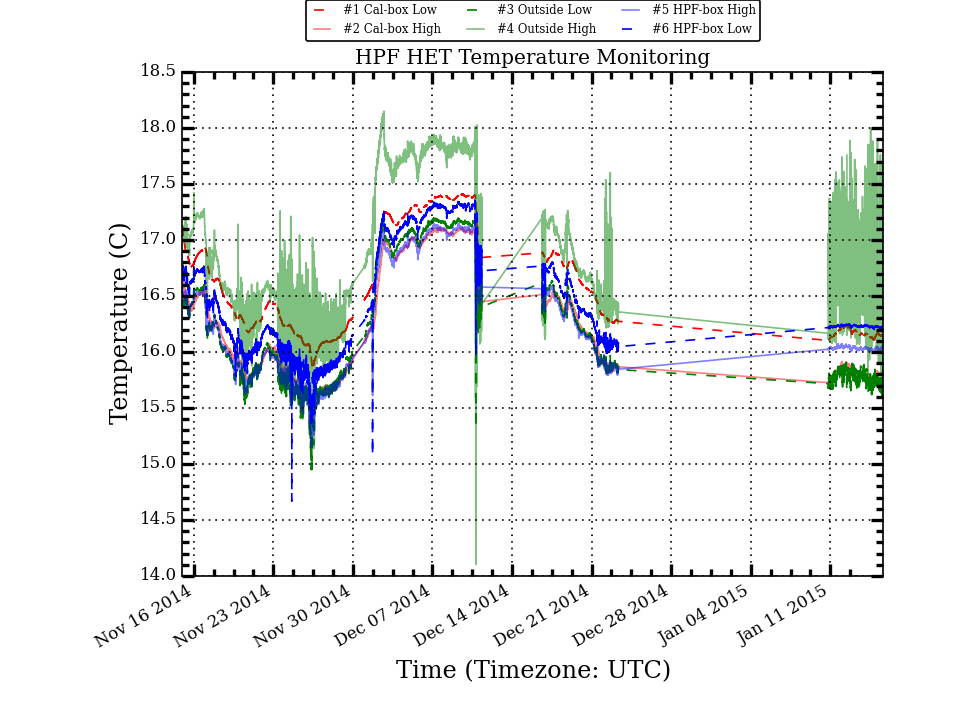 #1 Cal-box Low #3 Outside Low #5 HPF-box High
#2 Cal-box High #4 Outside High #6 HPF-box Low
HPF HET Temperature Monitoring
18.5
18.0
17.5
17.0
16.5
16.0
15.5
15.0
14.5
14.0
Temperature (C)
Nov 16 2014 Nov 23 2014 Nov 30 2014 Dec 07 2014 Dec 14 2014 Dec 21 2014 Dec 28 2014 Jan 04 2015 Jan 11 2015
Time (Timezone: UTC)